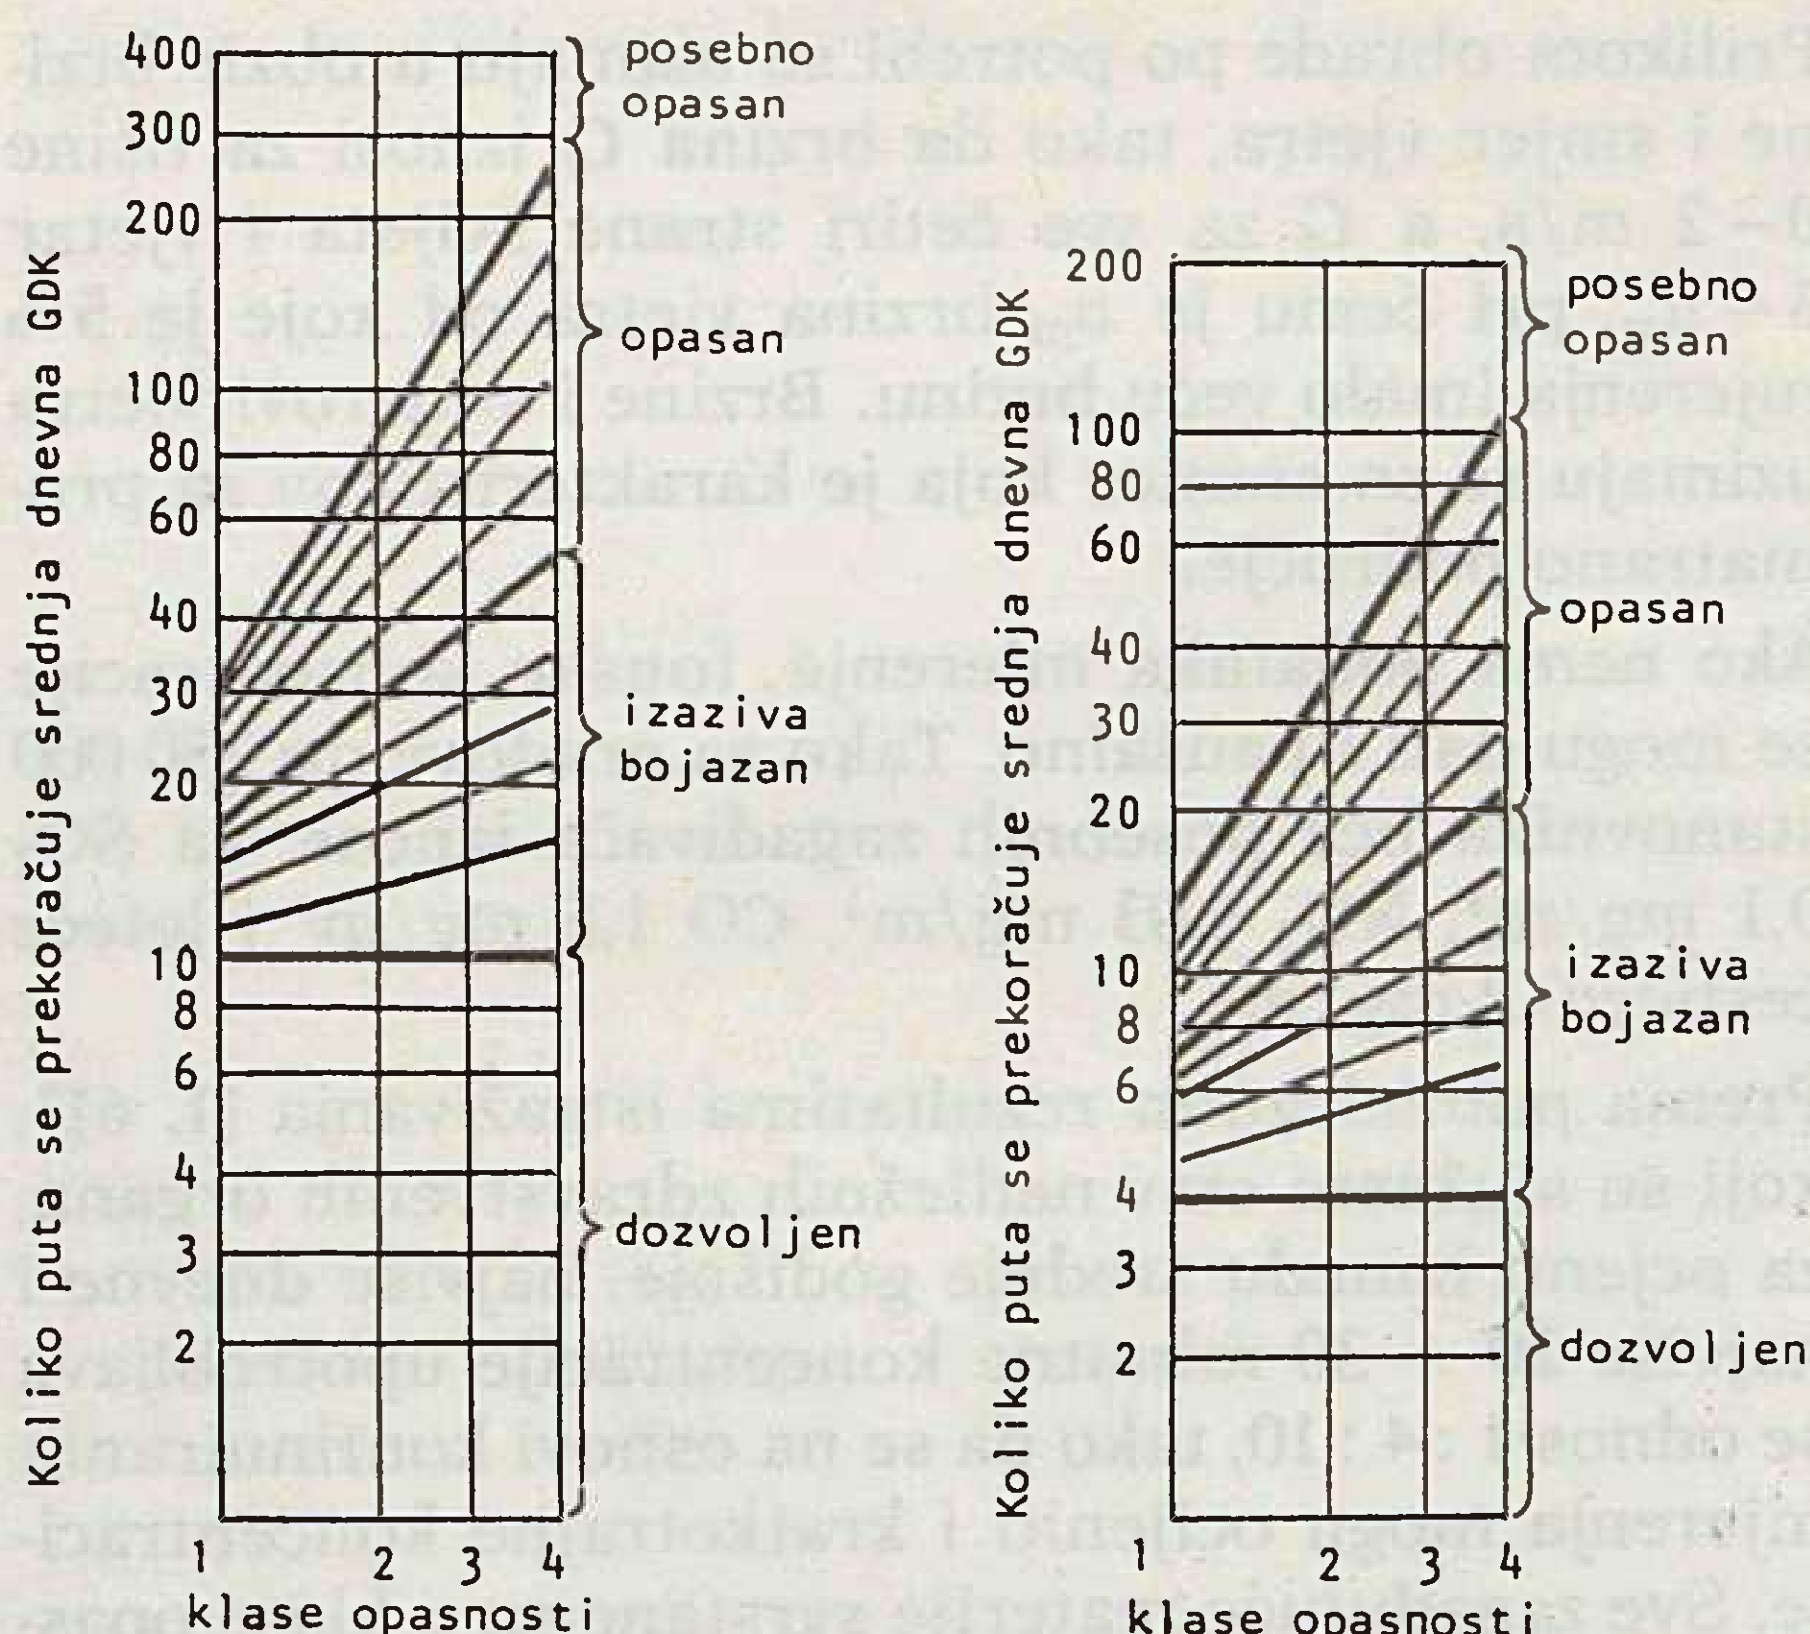 Koliko puta se prekoračuje srednja dnevna GDK
400
300
200
100
80
60
40
30
20
10
8
6
4
3
2
1
2
3
4
klase opasnosti
posebno
opasan
opasan
izaziva
bojazan
dozvoljen
Koliko puta se prekoračuje srednja dnevna GDK
200
100
80
60
40
30
20
10
8
6
4
3
2
1
2
3
4
klase opasnosti
posebno
opasan
opasan
izaziva
bojazan
dozvoljen